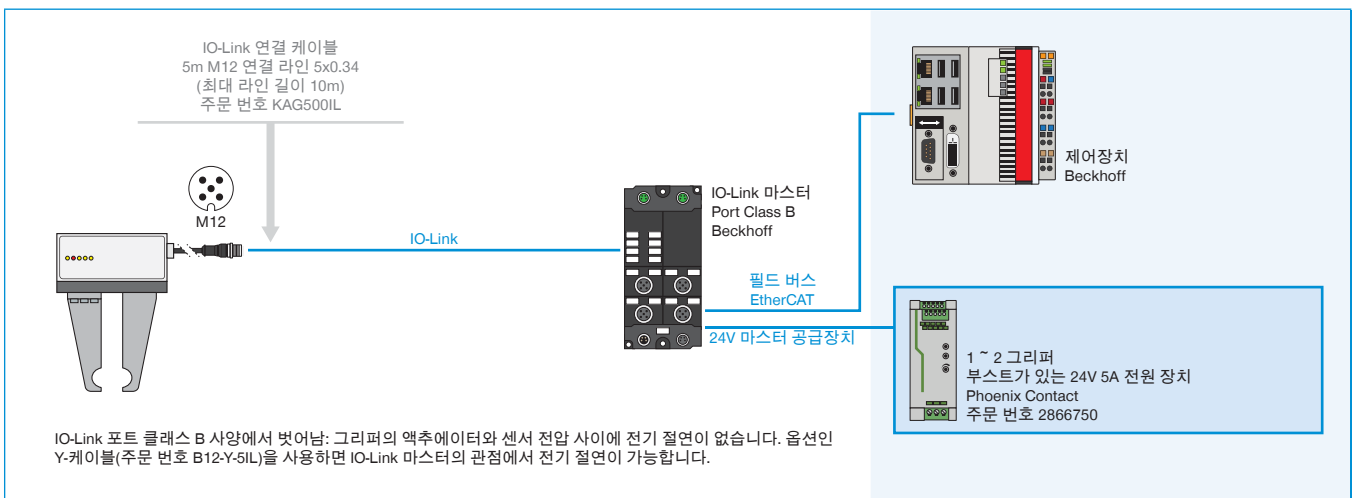 IO-Link 연결 케이블
5m M12 연결 라인 5x0.34
(최대 라인 길이 10m)
주문 번호 KAG500IL
M12
IO-Link
IO-Link 마스터
Port Class B
Beckhoff
필드 버스
EtherCAT
24V 마스터 공급장치
제어장치
Beckhoff
1 ~ 2 그리퍼
부스트가 있는 24V 5A 전원 장치
Phoenix Contact
주문 번호 2866750
IO-Link 포트 클래스 B 사양에서 벗어남: 그리퍼의 액추에이터와 센서 전압 사이에 전기 절연이 없습니다. 옵션인
Y-케이블(주문 번호 B12-Y-5IL)을 사용하면 IO-Link 마스터의 관점에서 전기 절연이 가능합니다.